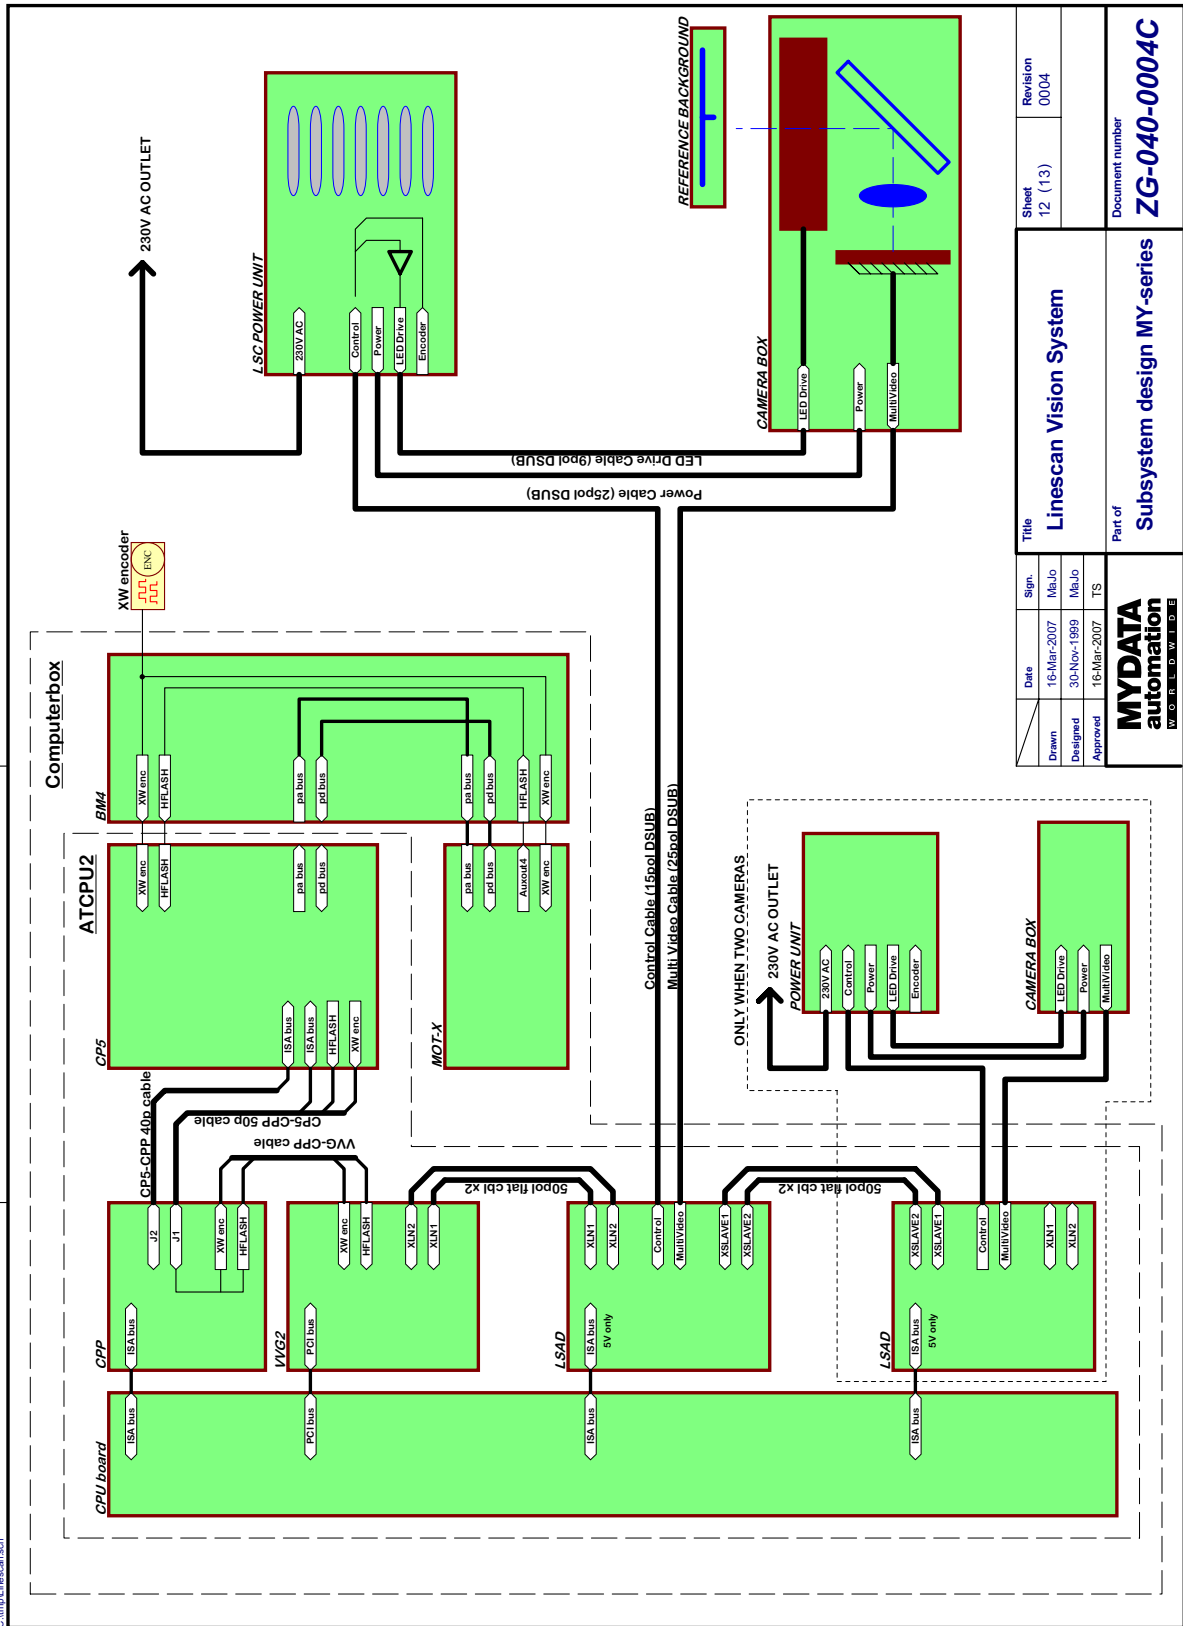 Computerbox
ATCPU2
CPU board
ISA bus
PCI bus
ISA bus
ISA bus
CPP
ISA bus
J2
J1
XW enc
HFLASH
CP5-CPP 40p cable
CP5-CPP 50p cable
VVG-CPP cable
VVG2
PCI bus
XW enc
HFLASH
XLN2
XLN1
50pol flat cbl x2
LSAD
ISA bus
5V only
XLN1
XLN2
Control
MultiVideo
XSLAVE1
XSLAVE2
50pol flat cbl x2
LSAD
ISA bus
5V only
XSLAVE2
XSLAVE1
Control
MultiVideo
XLN1
XLN2
CP5
ISA bus
ISA bus
HFLASH
XW enc
XW enc
HFLASH
pa bus
pd bus
MOT-X
pa bus
pd bus
Auxout4
XW enc
BM4
XW enc
HFLASH
pa bus
pd bus
pa bus
pd bus
HFLASH
XW enc
XW encoder
ENC
Control Cable (15pol DSUB)
Multi Video Cable (25pol DSUB)
Power Cable (25pol DSUB)
LED Drive Cable (9pol DSUB)
230V AC OUTLET
LSC POWER UNIT
230V AC
Control
Power
LED Drive
Encoder
REFERENCE BACKGROUND
CAMERA BOX
LED Drive
Power
MultiVideo
ONLY WHEN TWO CAMERAS
230V AC OUTLET
POWER UNIT
230V AC
Control
Power
LED Drive
Encoder
CAMERA BOX
LED Drive
Power
MultiVideo
Date
Sign.
Drawn
16-Mar-2007
MaJo
Designed
30-Nov-1999
MaJo
Approved
16-Mar-2007
TS
MYDATA
automation
WORLDWIDE
Title
Linescan Vision System
Part of
Subsystem design MY-series
Sheet
12 (13)
Revision
0004
Document number
ZG-040-0004C